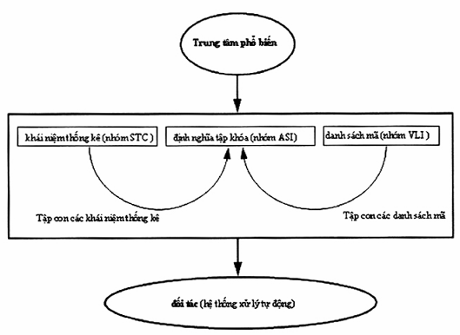 Trung tâm phổ biến
khái niệm thống kê (nhóm STC)
định nghĩa tập khóa (nhóm ASI)
danh sách mã (nhóm VLI)
Tập con các khái niệm thống kê
Tập con các danh sách mã
đối tác (hệ thống xử lý tự động)